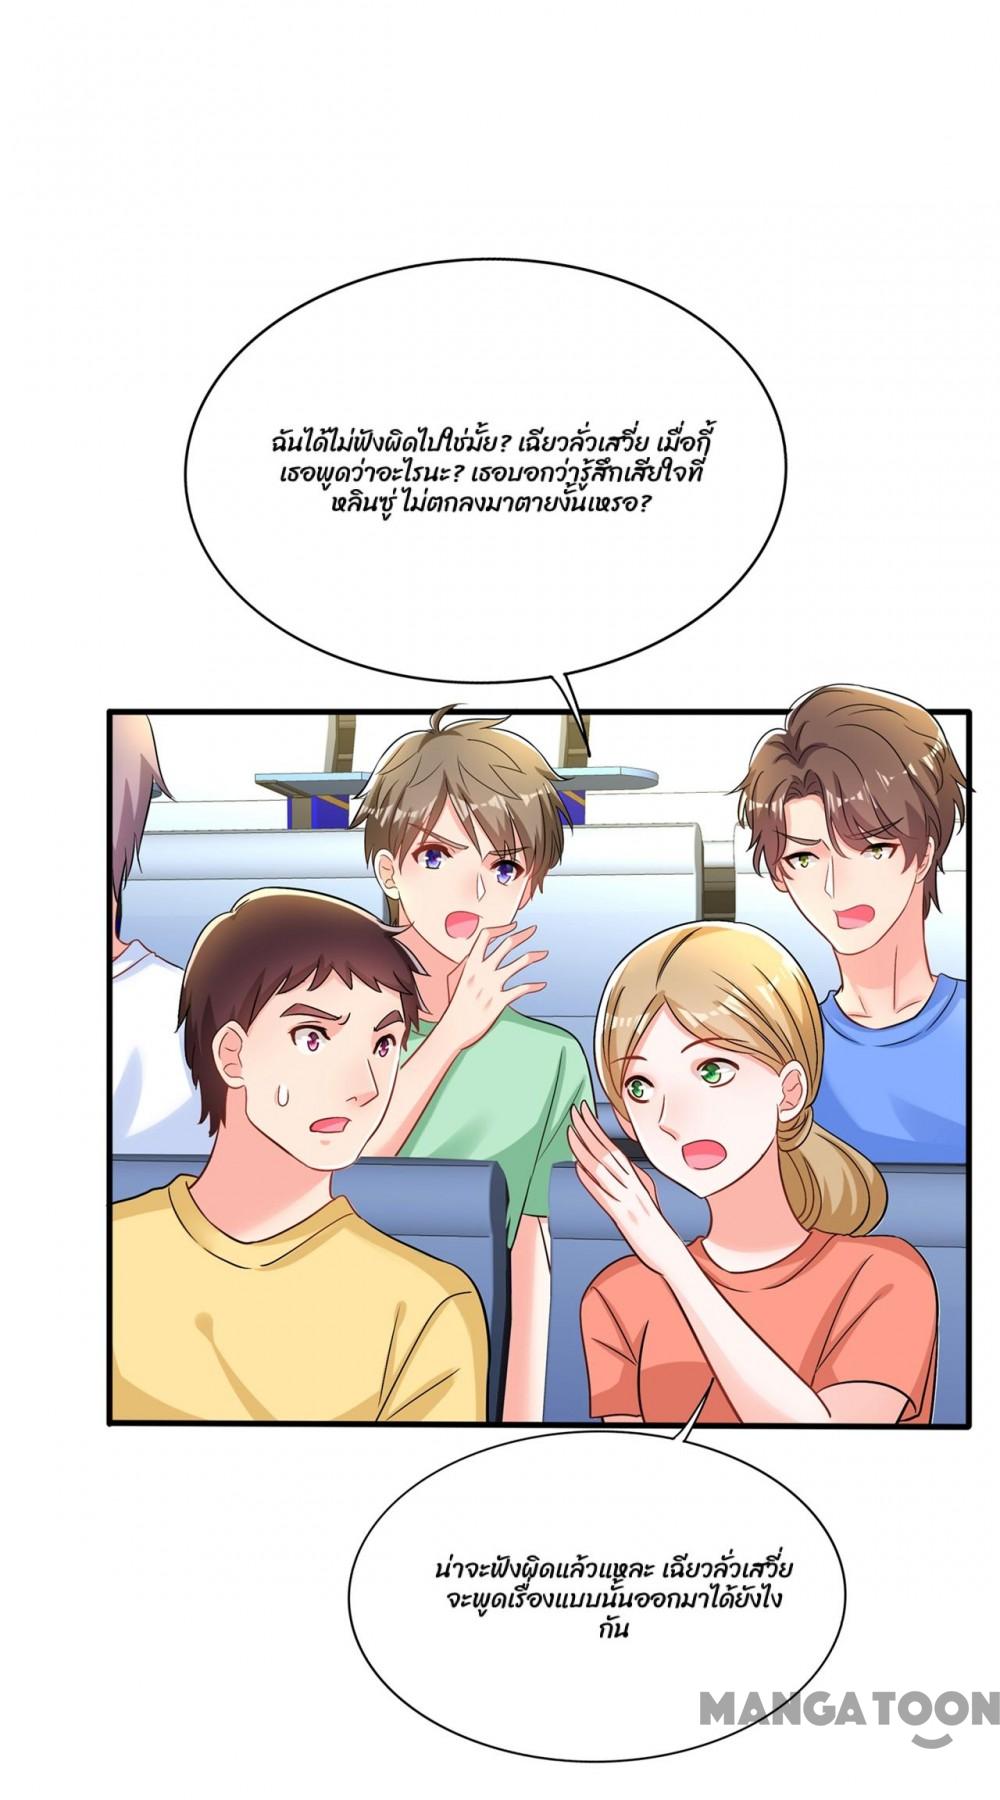 ฉันได้ไม่ฟังผิดไปใช่มั้ย? เฉียวลั่วเสวี่ย เมื่อกี้
เธอพูดว่าอะไรนะ? เธอบอกว่ารู้สึกเสียใจที่
หลินซู่ ไม่ตกลงมาตายงั้นเหรอ?
น่าจะฟังผิดแล้วแหละ เฉียวลั่วเสวี่ย
จะพูดเรื่องแบบนั้นออกมาได้ยังไง
กัน
MANGATOON